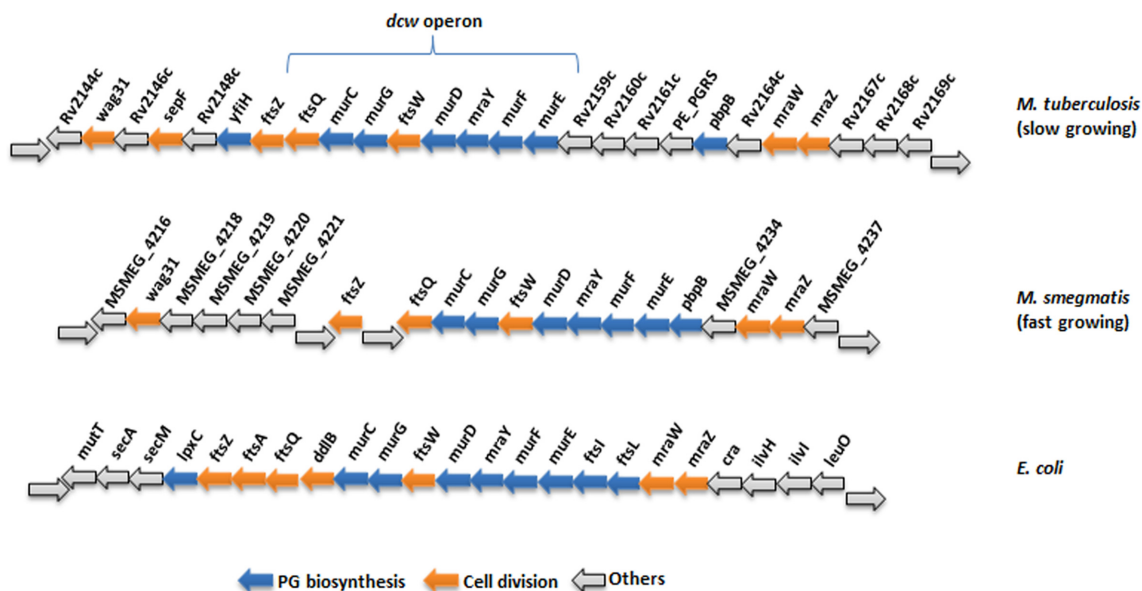 dcw operon
Rv2144c wag31 Rv2146c sepF Rv2148c yfiH ftsZ ftsQ murC murG ftsW murD mraY murF murE Rv2159c Rv2160c Rv2161c PE_PGRS pbpB Rv2164c mraW mraZ Rv2167c Rv2168c Rv2169c
M. tuberculosis
(slow growing)
MSMEG_4216 wag31 MSMEG_4218 MSMEG_4219 MSMEG_4220 MSMEG_4221 ftsZ ftsQ murC murG ftsW murD mraY murF murE pbpB MSMEG_4234 mraW mraZ MSMEG_4237
M. smegmatis
(fast growing)
mutT secA secM lpxC ftsZ ftsA ftsQ ddlB murC murG ftsW murD mraY murF murE ftsI ftsL mraW mraZ cra ilvH ilvI leuO
E. coli
PG biosynthesis Cell division Others